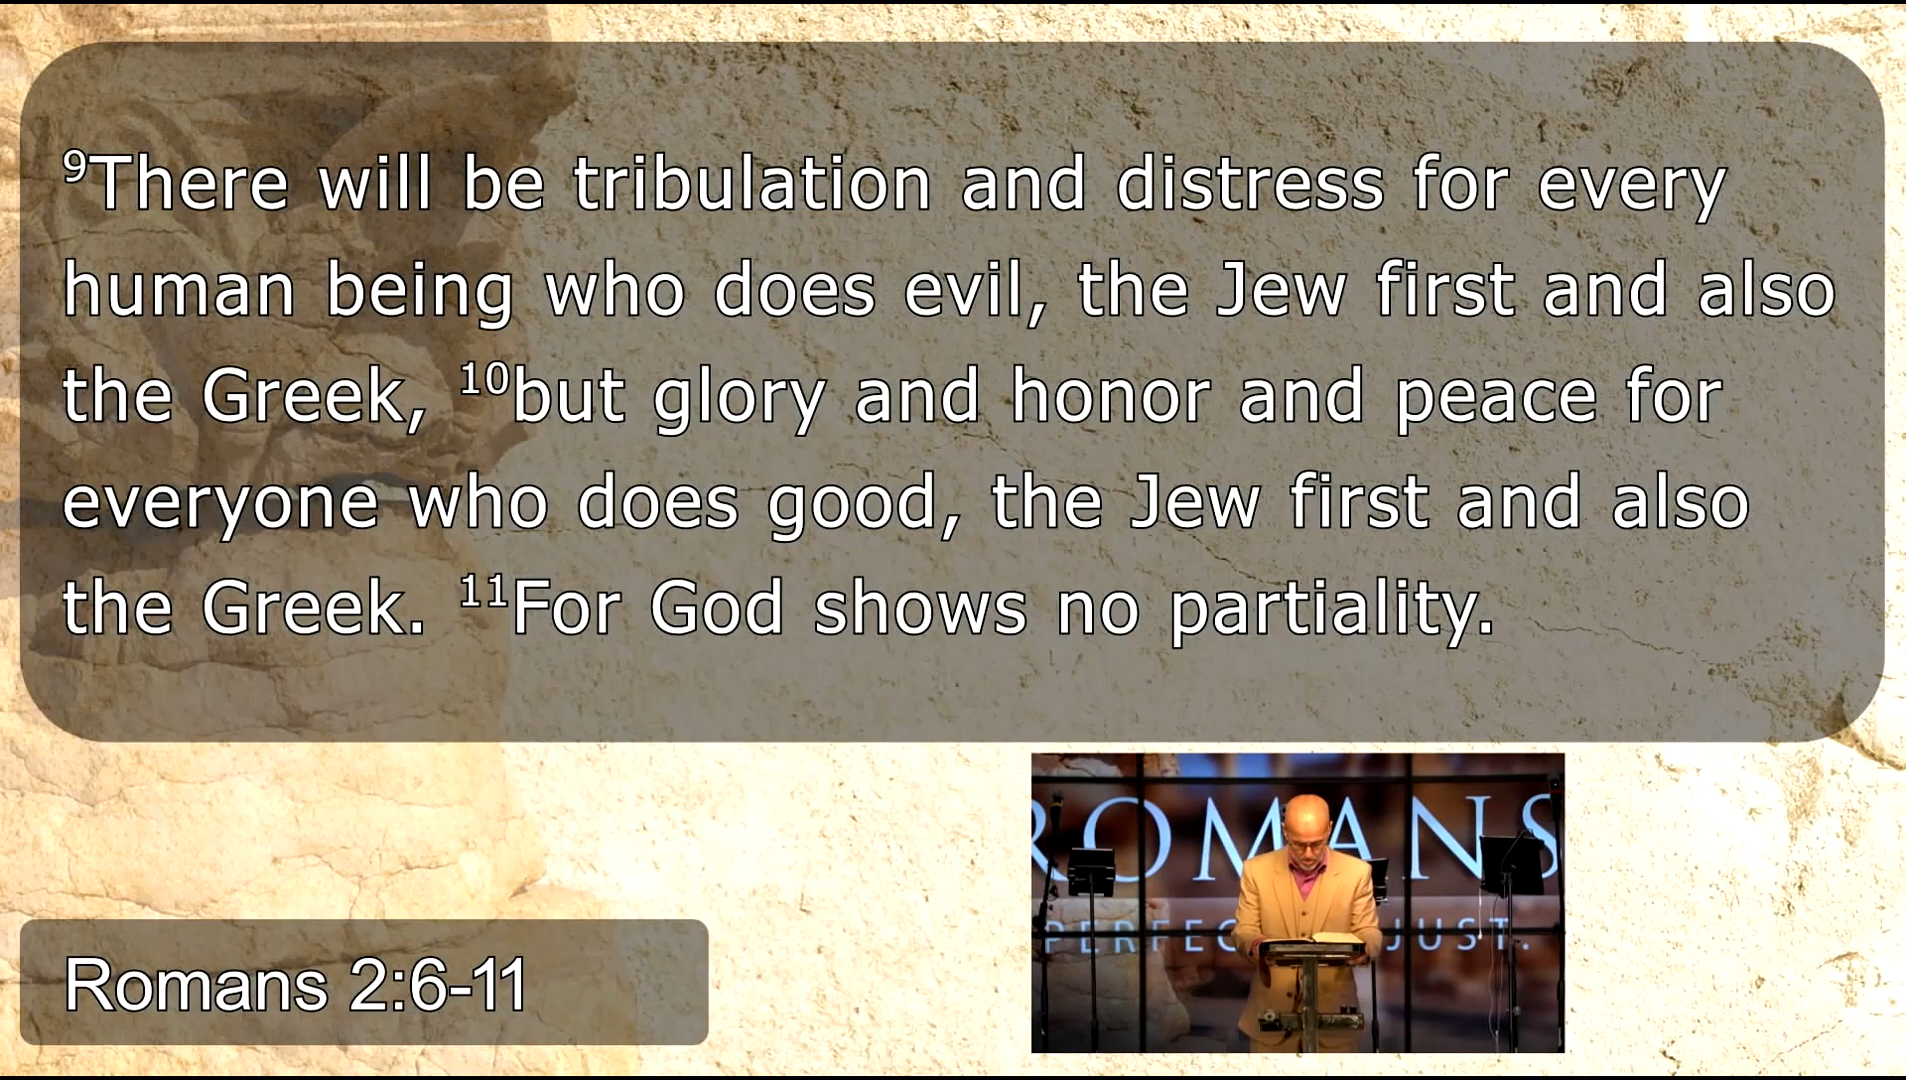 ⁹There will be tribulation and distress for every
human being who does evil, the Jew first and also
the Greek, ¹⁰but glory and honor and peace for
everyone who does good, the Jew first and also
the Greek. ¹¹For God shows no partiality.
ROMANS
JUST.
Romans 2:6-11